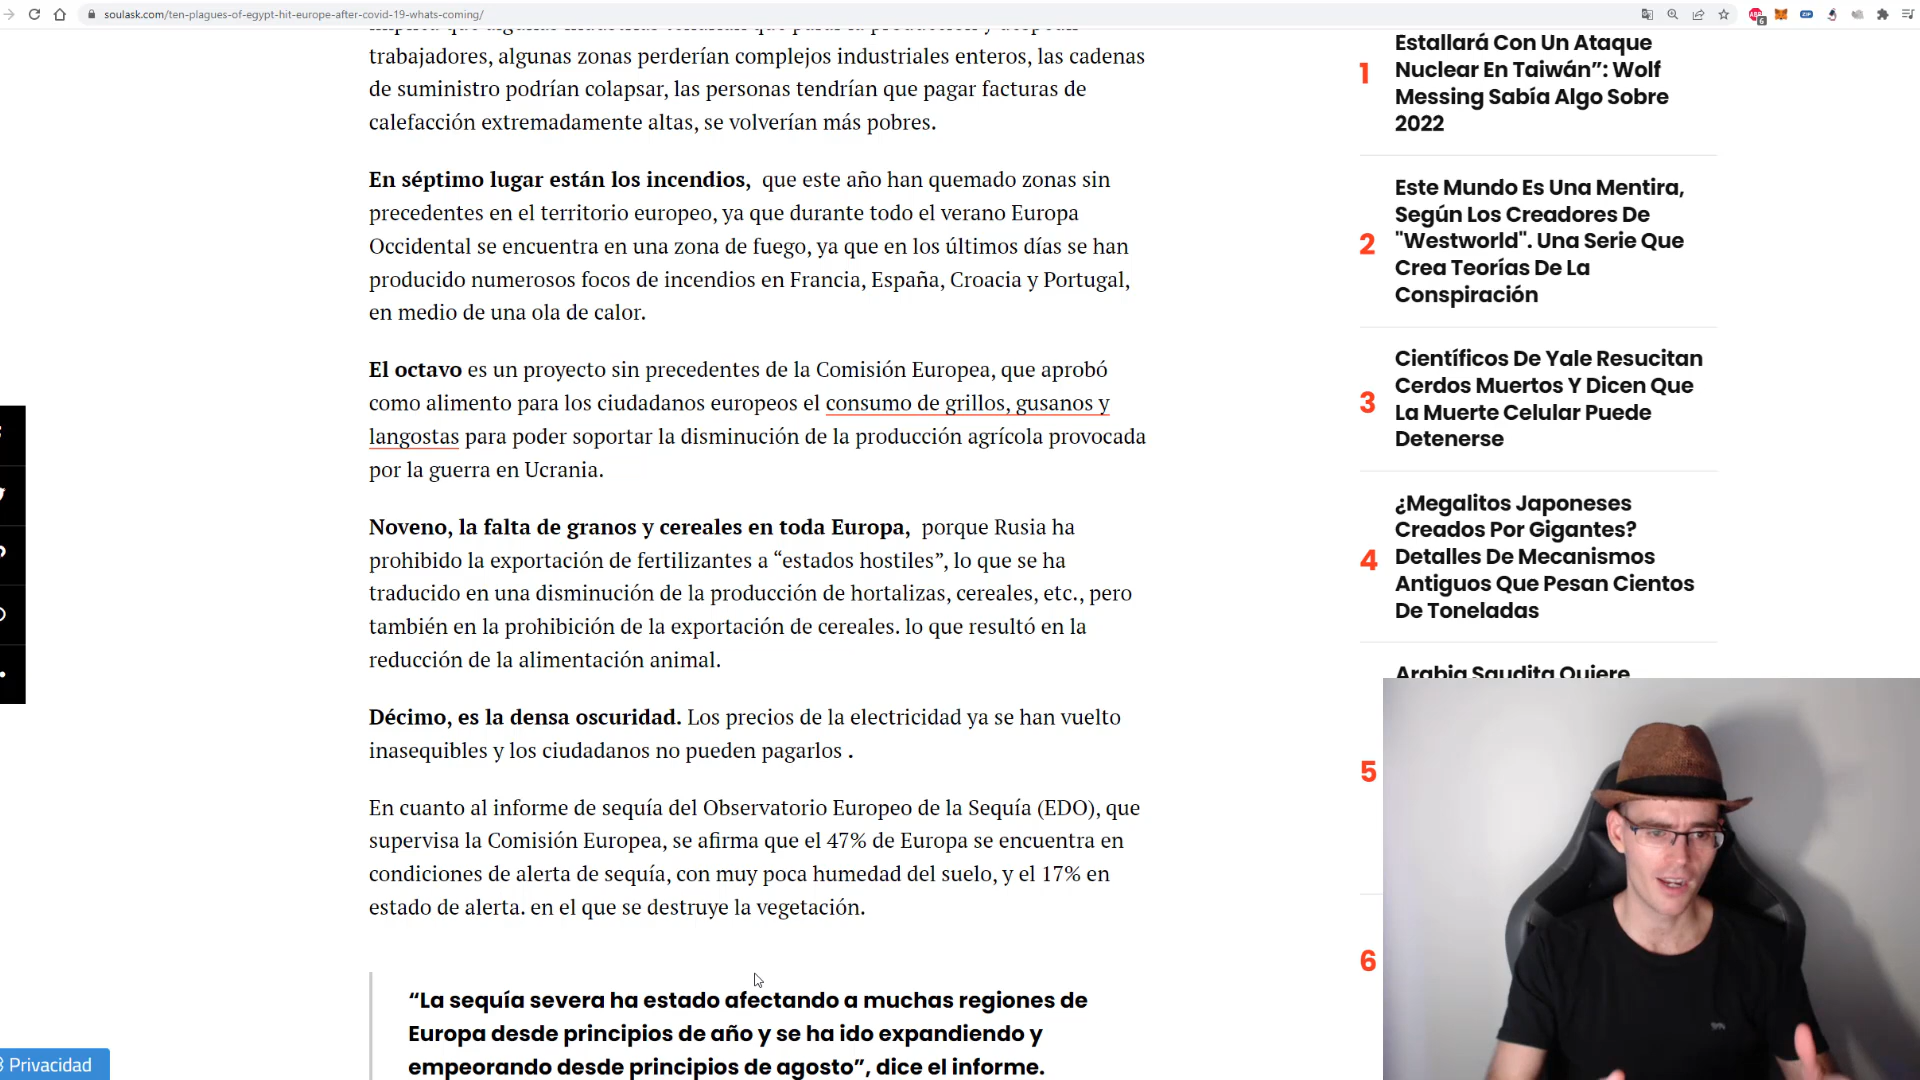 soulask.com/ten-plagues-of-egypt-hit-europe-after-covid-19-whats-coming/
trabajadores, algunas zonas perderían complejos industriales enteros, las cadenas
de suministro podrían colapsar, las personas tendrían que pagar facturas de
calefacción extremadamente altas, se volverían más pobres.
En séptimo lugar están los incendios, que este año han quemado zonas sin
precedentes en el territorio europeo, ya que durante todo el verano Europa
Occidental se encuentra en una zona de fuego, ya que en los últimos días se han
producido numerosos focos de incendios en Francia, España, Croacia y Portugal,
en medio de una ola de calor.
El octavo es un proyecto sin precedentes de la Comisión Europea, que aprobó
como alimento para los ciudadanos europeos el consumo de grillos, gusanos y
langostas para poder soportar la disminución de la producción agrícola provocada
por la guerra en Ucrania.
Noveno, la falta de granos y cereales en toda Europa, porque Rusia ha
prohibido la exportación de fertilizantes a “estados hostiles”, lo que se ha
traducido en una disminución de la producción de hortalizas, cereales, etc., pero
también en la prohibición de la exportación de cereales. lo que resultó en la
reducción de la alimentación animal.
Décimo, es la densa oscuridad. Los precios de la electricidad ya se han vuelto
inasequibles y los ciudadanos no pueden pagarlos .
En cuanto al informe de sequía del Observatorio Europeo de la Sequía (EDO), que
supervisa la Comisión Europea, se afirma que el 47% de Europa se encuentra en
condiciones de alerta de sequía, con muy poca humedad del suelo, y el 17% en
estado de alerta. en el que se destruye la vegetación.
“La sequía severa ha estado afectando a muchas regiones de
Europa desde principios de año y se ha ido expandiendo y
empeorando desde principios de agosto”, dice el informe.
1
Estallará Con Un Ataque
Nuclear En Taiwán”: Wolf
Messing Sabía Algo Sobre
2022
2
Este Mundo Es Una Mentira,
Según Los Creadores De
"Westworld". Una Serie Que
Crea Teorías De La
Conspiración
3
Científicos De Yale Resucitan
Cerdos Muertos Y Dicen Que
La Muerte Celular Puede
Detenerse
4
¿Megalitos Japoneses
Creados Por Gigantes?
Detalles De Mecanismos
Antiguos Que Pesan Cientos
De Toneladas
Arabia Saudita Quiere
5
6
Privacidad